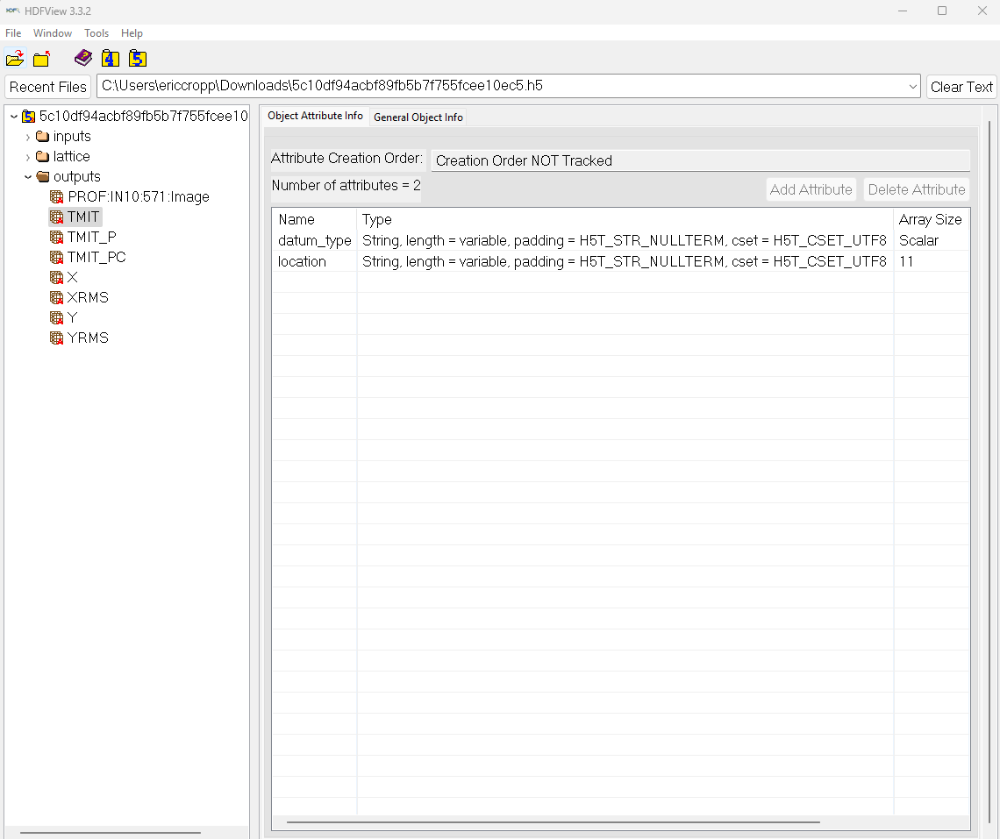 HDFView 3.3.2
File Window Tools Help
4 5
Recent Files C:\Users\ericcropp\Downloads\5c10df94acbf89fb5b7f755fcee10ec5.h5 Clear Text
5c10df94acbf89fb5b7f755fcee10
inputs
lattice
outputs
PROF:IN10:571:Image
TMIT
TMIT_P
TMIT_PC
X
XRMS
Y
YRMS
Object Attribute Info General Object Info
Attribute Creation Order: Creation Order NOT Tracked
Number of attributes = 2 Add Attribute Delete Attribute
Name Type Array Size
datum_type String, length = variable, padding = H5T_STR_NULLTERM, cset = H5T_CSET_UTF8 Scalar
location String, length = variable, padding = H5T_STR_NULLTERM, cset = H5T_CSET_UTF8 11